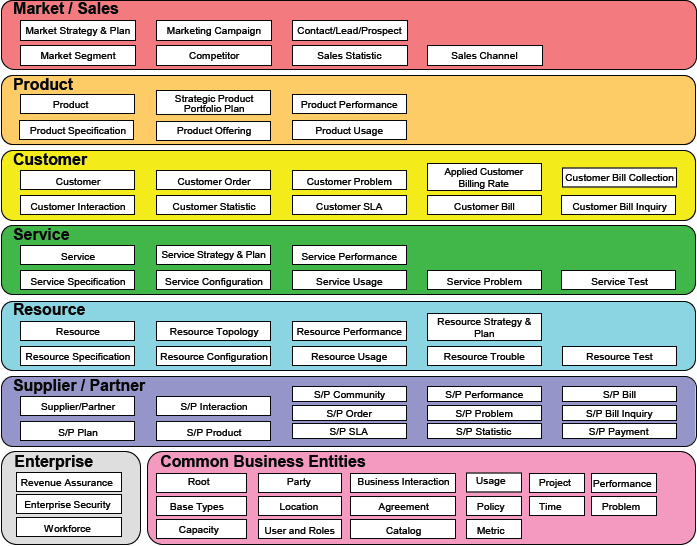 Market / Sales
Market Strategy & Plan
Marketing Campaign
Contact/Lead/Prospect
Market Segment
Competitor
Sales Statistic
Sales Channel
Product
Product
Strategic Product
Portfolio Plan
Product Performance
Product Specification
Product Offering
Product Usage
Customer
Customer
Customer Order
Customer Problem
Applied Customer
Billing Rate
Customer Bill Collection
Customer Interaction
Customer Statistic
Customer SLA
Customer Bill
Customer Bill Inquiry
Service
Service
Service Strategy & Plan
Service Performance
Service Specification
Service Configuration
Service Usage
Service Problem
Service Test
Resource
Resource
Resource Topology
Resource Performance
Resource Strategy &
Plan
Resource Specification
Resource Configuration
Resource Usage
Resource Trouble
Resource Test
Supplier / Partner
Supplier/Partner
S/P Interaction
S/P Community
S/P Performance
S/P Bill
S/P Order
S/P Problem
S/P Bill Inquiry
S/P Plan
S/P Product
S/P SLA
S/P Statistic
S/P Payment
Enterprise
Revenue Assurance
Enterprise Security
Workforce
Common Business Entities
Root
Party
Business Interaction
Usage
Project
Performance
Base Types
Location
Agreement
Policy
Time
Problem
Capacity
User and Roles
Catalog
Metric